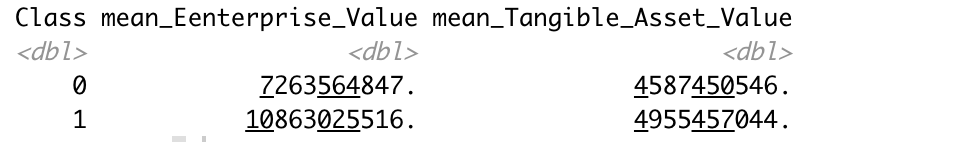 Class mean_Eenterprise_Value mean_Tangible_Asset_Value
<dbl> <dbl> <dbl>
0 7263564847. 4587450546.
1 10863025516. 4955457044.